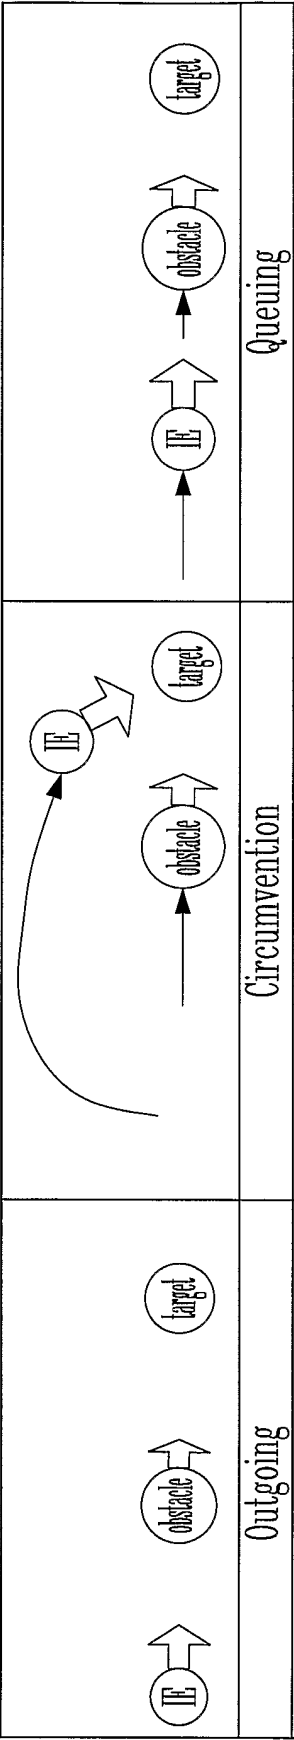 IE
obstacle
target
Outgoing
IE
obstacle
target
Circumvention
IE
obstacle
target
Queuing